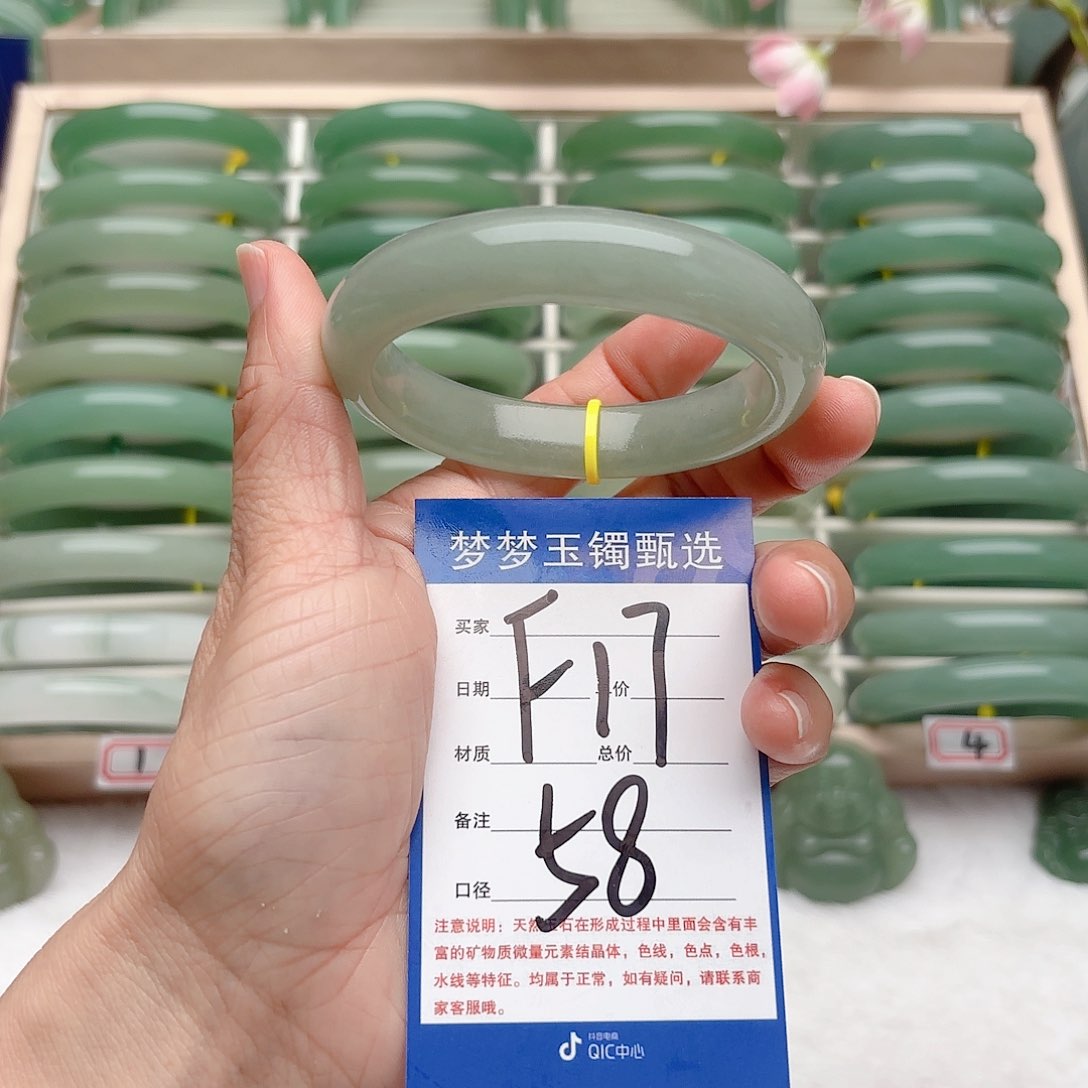 梦梦玉镯甄选
买家
F17
日期 单价
材质 总价
备注
58
口径
注意说明：天然玉石在形成过程中里面会含有丰
富的矿物质微量元素结晶体，色线，色点，色根，
水线等特征。均属于正常，如有疑问，请联系商
家客服哦。
抖音电商
QIC中心
1
4